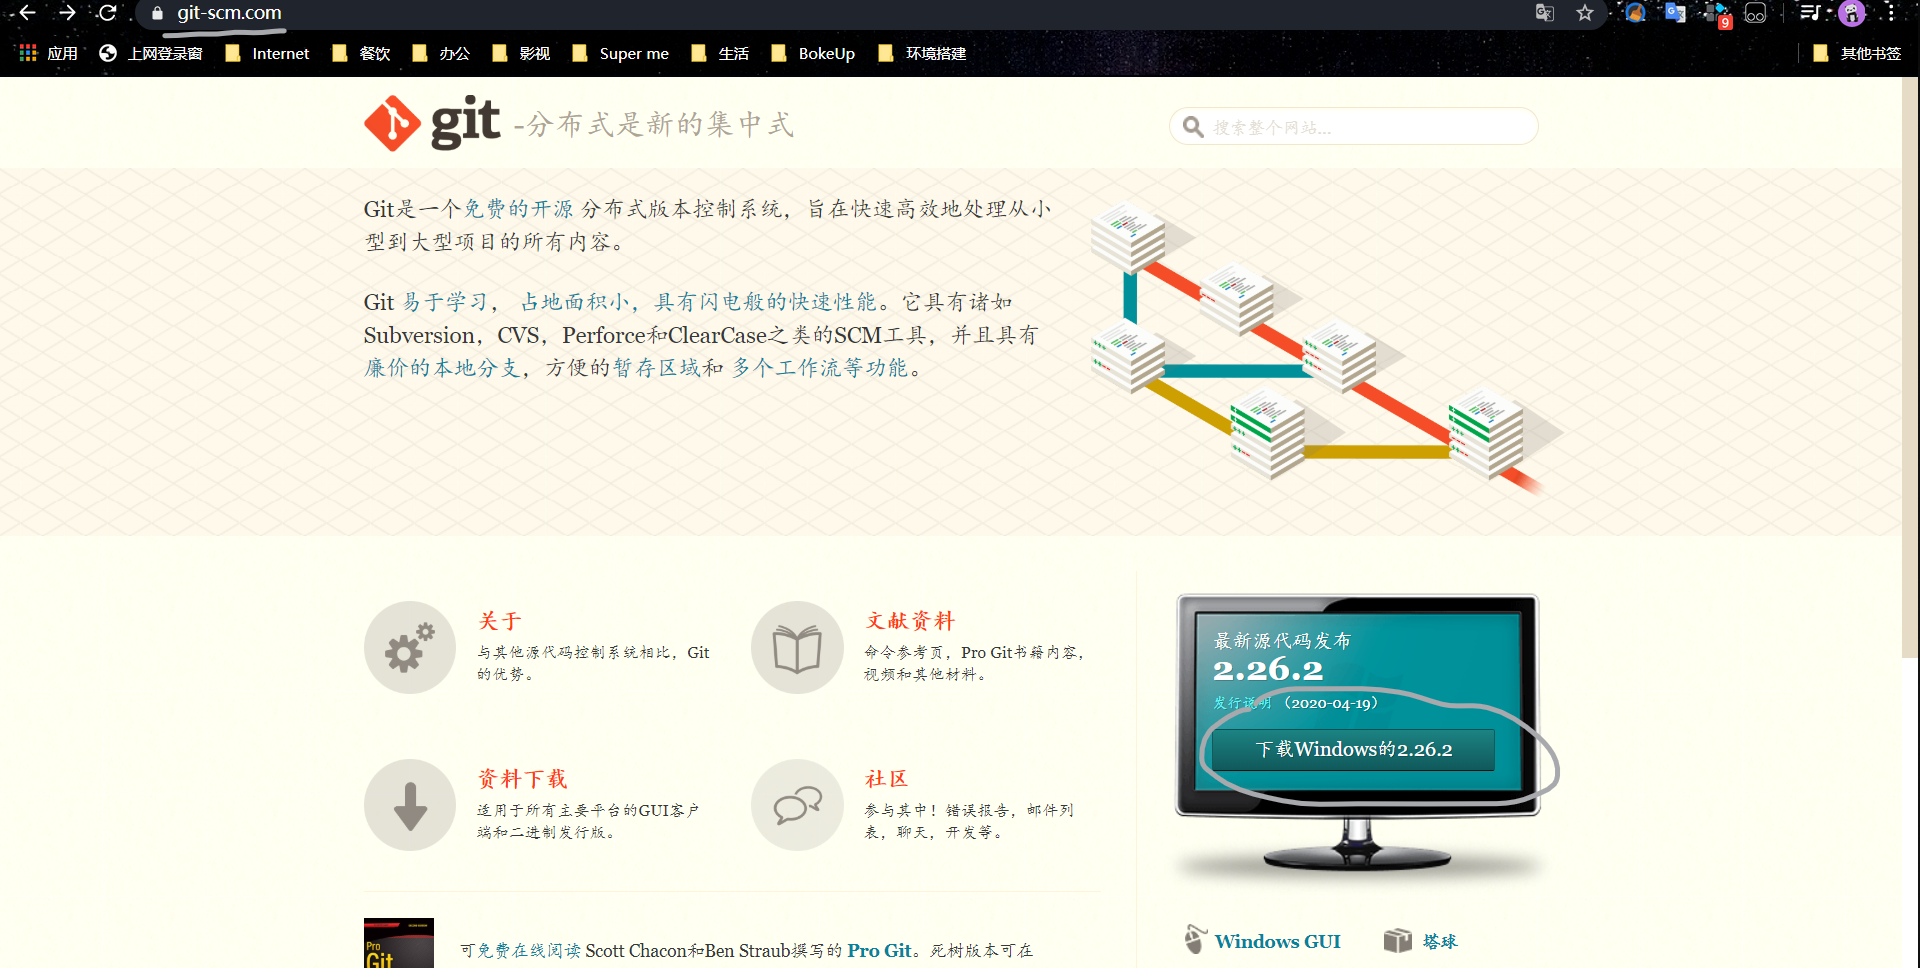 git-scm.com
9
应用 上网登录窗 Internet 餐饮 办公 影视 Super me 生活 BokeUp 环境搭建 其他书签
git -分布式是新的集中式
搜索整个网站...
Git是一个免费的开源 分布式版本控制系统，旨在快速高效地处理从小
型到大型项目的所有内容。
Git 易于学习， 占地面积小，具有闪电般的快速性能。它具有诸如
Subversion，CVS，Perforce和ClearCase之类的SCM工具，并且具有
廉价的本地分支，方便的暂存区域和 多个工作流等功能。
关于
与其他源代码控制系统相比，Git
的优势。
文献资料
命令参考页，Pro Git书籍内容，
视频和其他材料。
资料下载
适用于所有主要平台的GUI客户
端和二进制发行版。
社区
参与其中！错误报告，邮件列
表，聊天，开发等。
最新源代码发布
2.26.2
发行说明 （2020-04-19）
下载Windows的2.26.2
Windows GUI
塔球
Pro
Git
可免费在线阅读 Scott Chacon和Ben Straub撰写的 Pro Git。死树版本可在